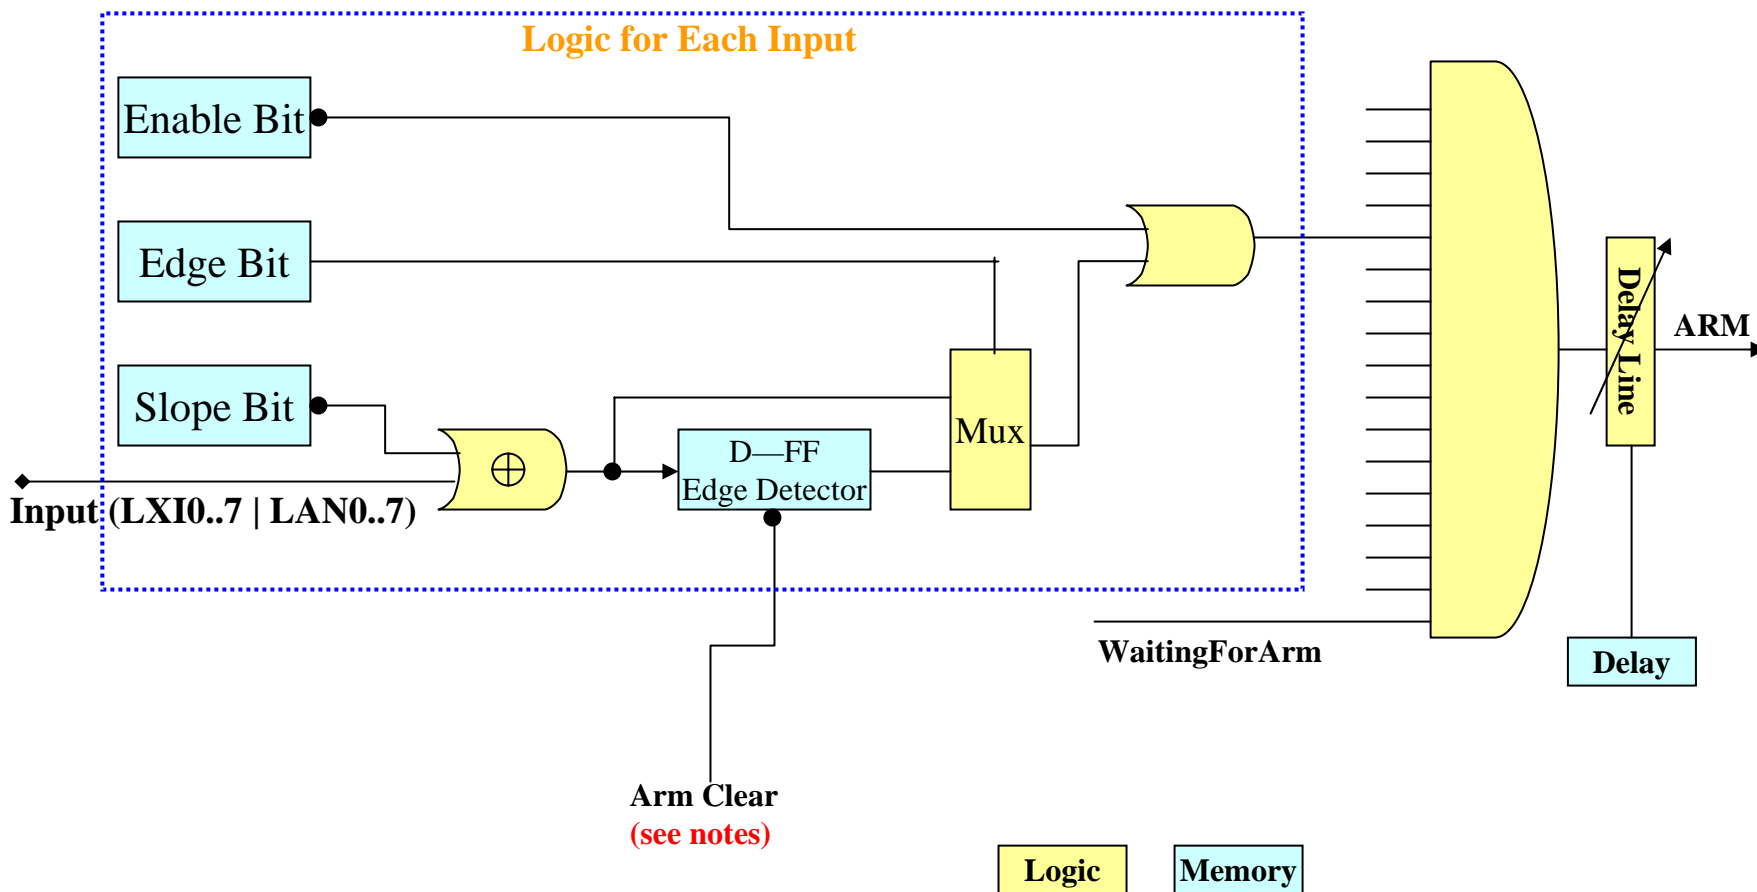 Logic for Each Input
Enable Bit
Edge Bit
Slope Bit
Input (LXI0..7 | LAN0..7)
D—FF
Edge Detector
Mux
Delay Line
ARM
WaitingForArm
Delay
Arm Clear
(see notes)
Logic
Memory